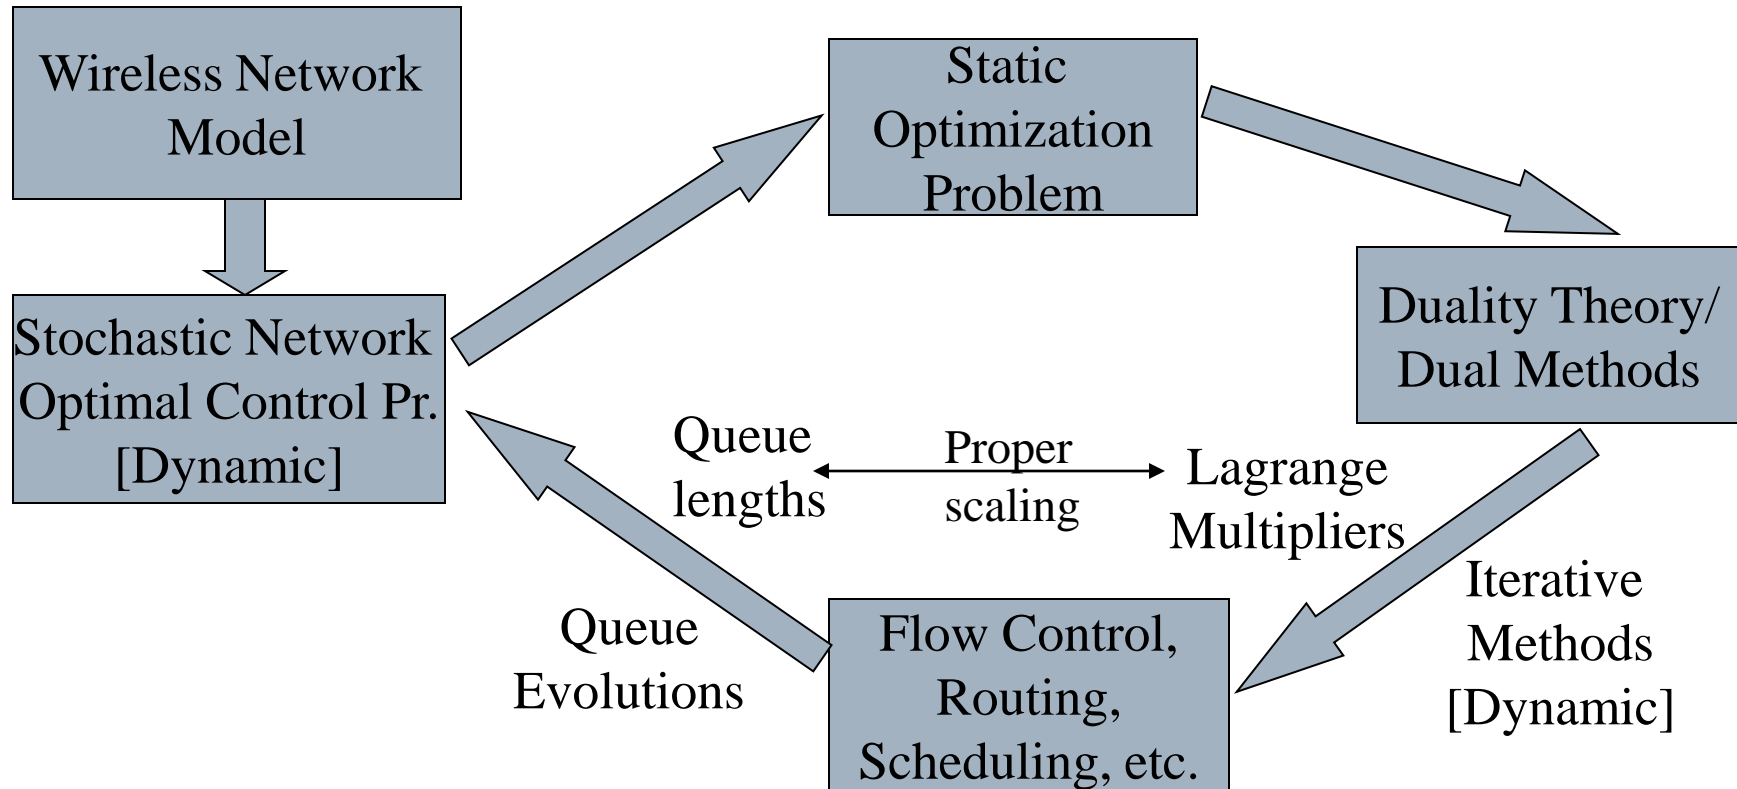 Wireless Network
Model
Static
Optimization
Problem
Stochastic Network
Optimal Control Pr.
[Dynamic]
Duality Theory/
Dual Methods
Queue
lengths
Proper
scaling
Lagrange
Multipliers
Iterative
Methods
[Dynamic]
Queue
Evolutions
Flow Control,
Routing,
Scheduling, etc.